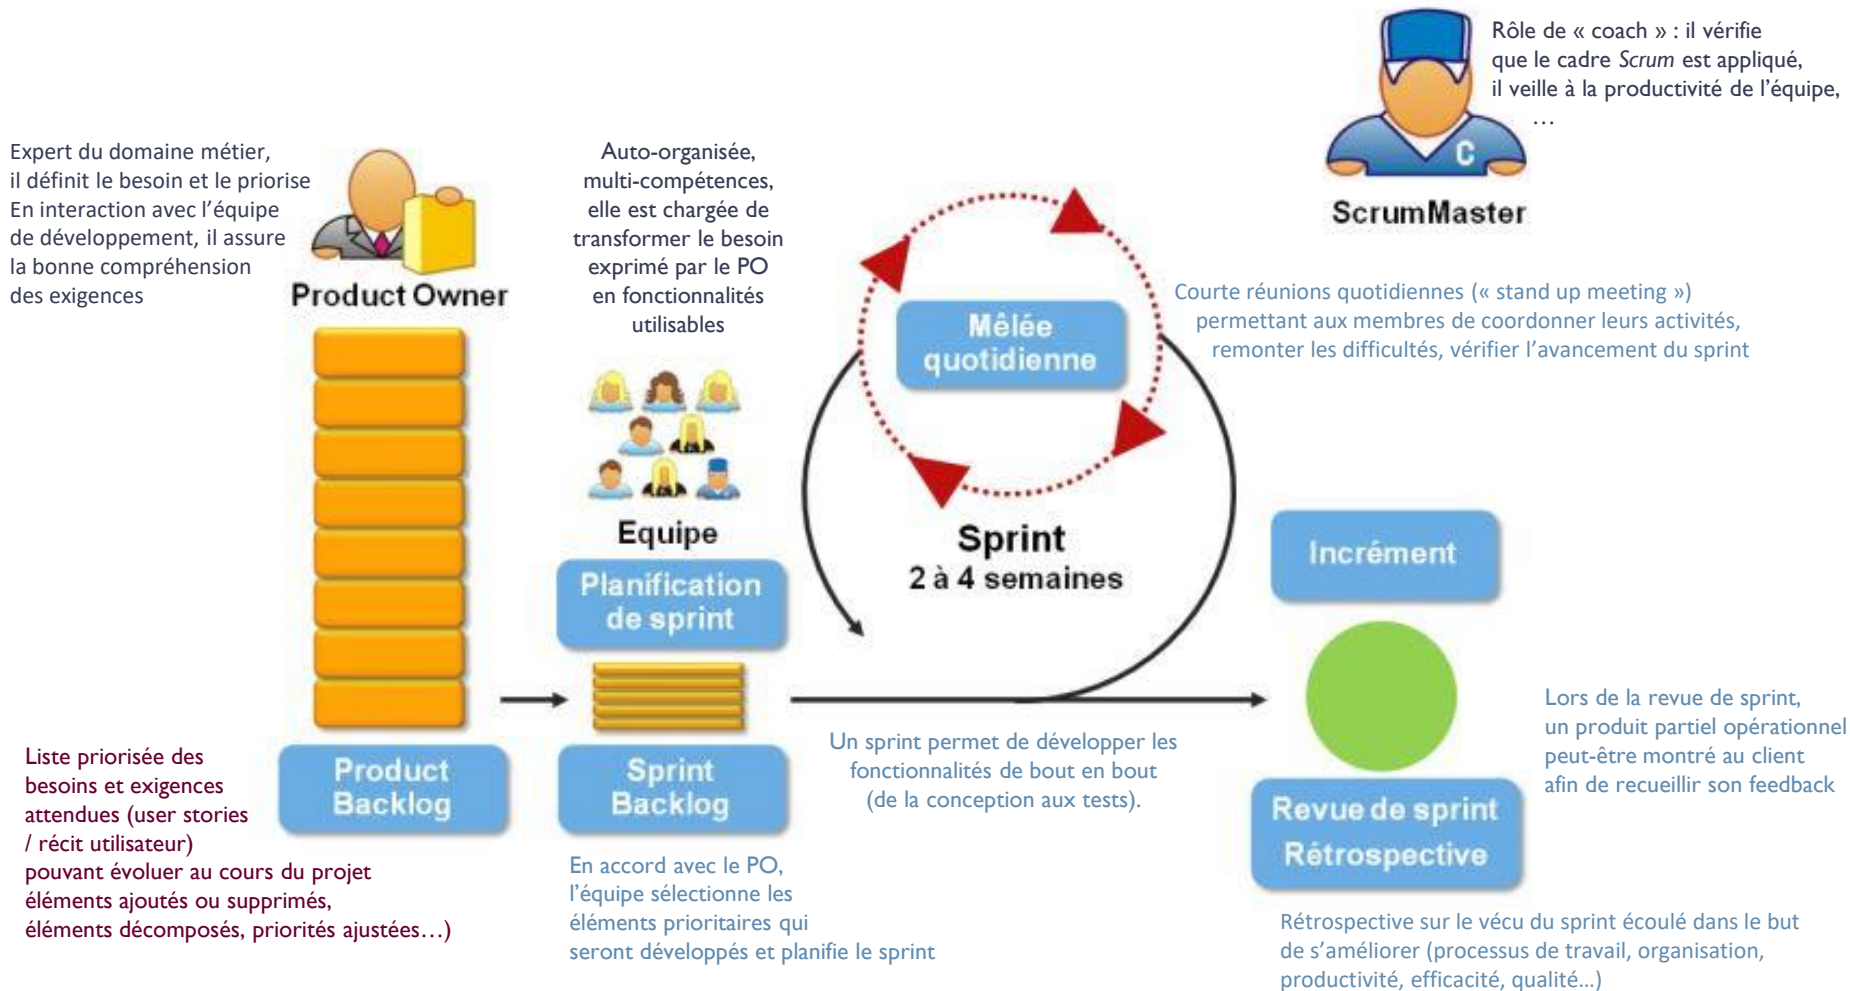 Rôle de « coach » : il vérifie
que le cadre Scrum est appliqué,
il veille à la productivité de l'équipe,
…
C
ScrumMaster
Expert du domaine métier,
il définit le besoin et le priorise
En interaction avec l'équipe
de développement, il assure
la bonne compréhension
des exigences
Product Owner
Auto-organisée,
multi-compétences,
elle est chargée de
transformer le besoin
exprimé par le PO
en fonctionnalités
utilisables
Equipe
Mêlée
quotidienne
Courte réunions quotidiennes (« stand up meeting »)
permettant aux membres de coordonner leurs activités,
remonter les difficultés, vérifier l'avancement du sprint
Sprint
2 à 4 semaines
Planification
de sprint
Incrément
Product
Backlog
Liste priorisée des
besoins et exigences
attendues (user stories
/ récit utilisateur)
pouvant évoluer au cours du projet
éléments ajoutés ou supprimés,
éléments décomposés, priorités ajustées…)
Sprint
Backlog
En accord avec le PO,
l'équipe sélectionne les
éléments prioritaires qui
seront développés et planifie le sprint
Un sprint permet de développer les
fonctionnalités de bout en bout
(de la conception aux tests).
Lors de la revue de sprint,
un produit partiel opérationnel
peut-être montré au client
afin de recueillir son feedback
Revue de sprint
Rétrospective
Rétrospective sur le vécu du sprint écoulé dans le but
de s'améliorer (processus de travail, organisation,
productivité, efficacité, qualité…)